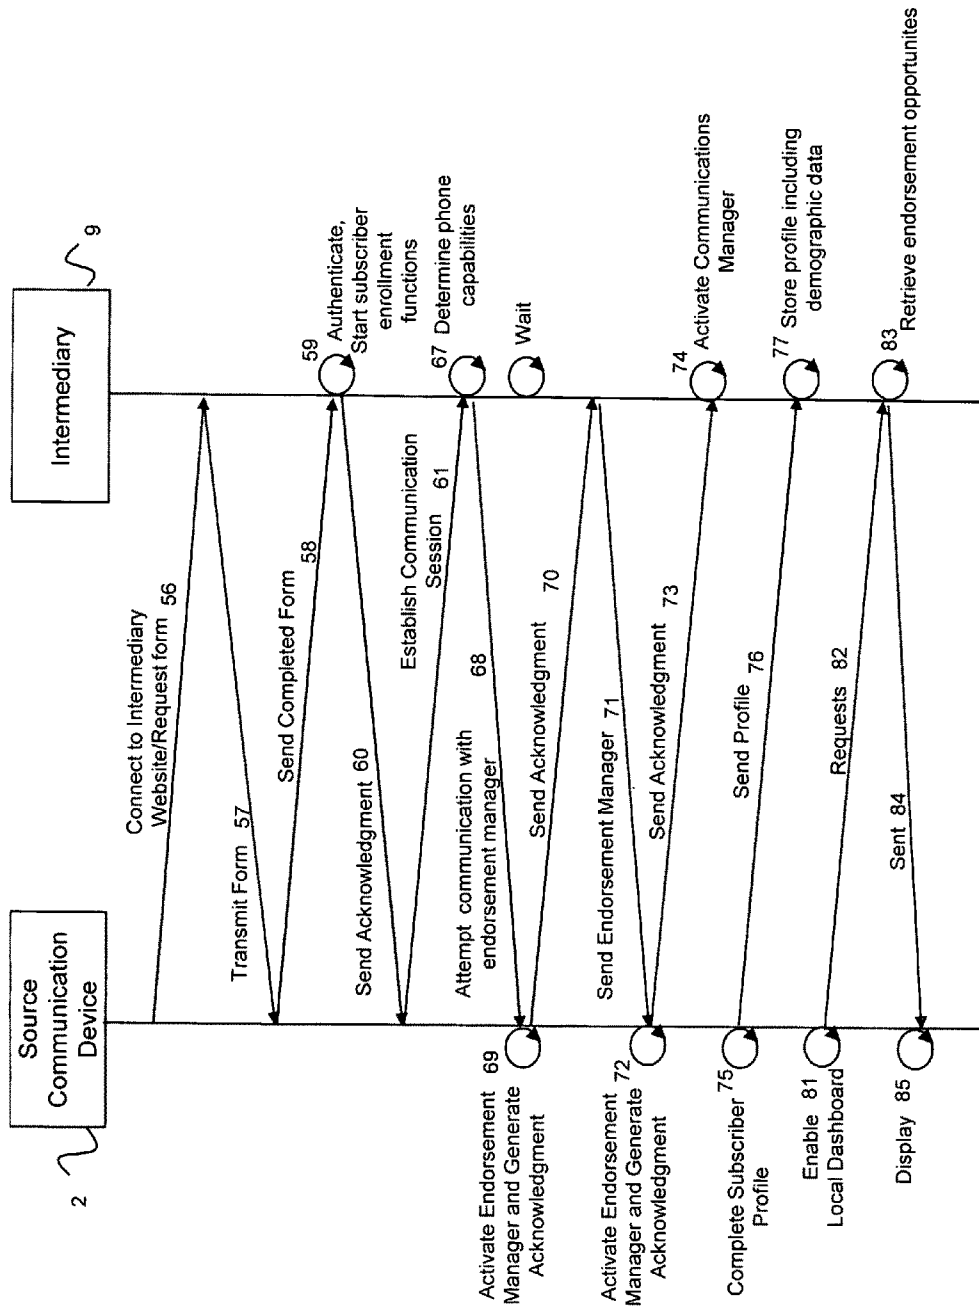 Source
Communication
Device
2
Intermediary
9
Connect to Intermediary
Website/Request form 56
Transmit Form 57
Send Completed Form 58
59
Authenticate,
Start subscriber
enrollment
functions
Send Acknowledgment 60
Establish Communication
Session 61
67
Determine phone
capabilities
Attempt communication with
endorsement manager 68
Wait
Activate Endorsement 69
Manager and Generate
Acknowledgment
Send Acknowledgment 70
Send Endorsement Manager 71
Activate Endorsement 72
Manager and Generate
Acknowledgment
Send Acknowledgment 73
74
Activate Communications
Manager
Complete Subscriber 75
Profile
Send Profile 76
77
Store profile including
demographic data
Enable 81
Local Dashboard
Requests 82
83
Retrieve endorsement opportunites
Sent 84
Display 85